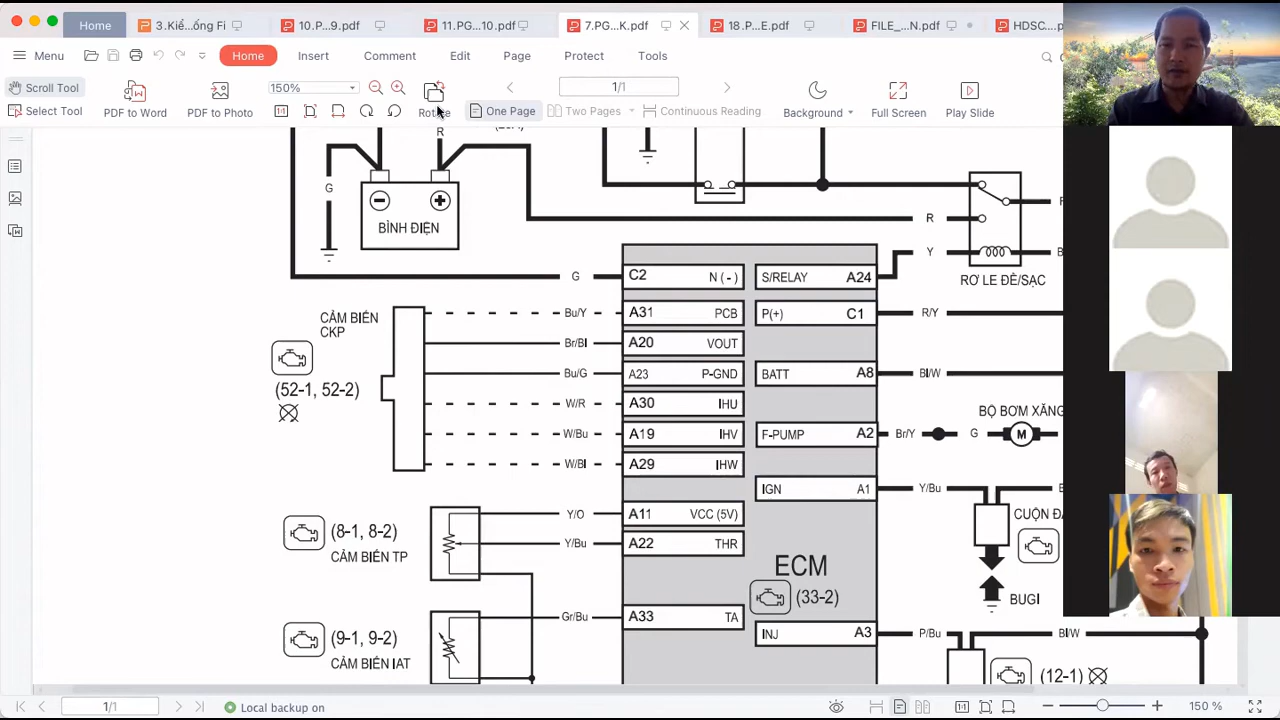 Home
3.Kiể...ống Fi
10.P...9.pdf
11.PG...10.pdf
7.PG...K.pdf
18.P...E.pdf
FILE_...N.pdf
HDSC...
Menu
Home
Insert
Comment
Edit
Page
Protect
Tools
Scroll Tool
Select Tool
PDF to Word
PDF to Photo
150%
Rotate
1/1
One Page
Two Pages
Continuous Reading
Background
Full Screen
Play Slide
R
G
BÌNH ĐIỆN
R
Y
RƠ LE ĐỀ/SẠC
G
C2 N ( - )
S/RELAY A24
CẢM BIẾN
CKP
(52-1, 52-2)
Bu/Y A31 PCB
P(+) C1 R/Y
Br/Bl A20 VOUT
Bu/G A23 P-GND
BATT A8 Bl/W
W/R A30 IHU
BỘ BƠM XĂNG
W/Bu A19 IHV
F-PUMP A2 Br/Y G M
W/Bl A29 IHW
IGN A1 Y/Bu
(8-1, 8-2)
CẢM BIẾN TP
Y/O A11 VCC (5V)
Y/Bu A22 THR
ECM
(33-2)
BUGI
(9-1, 9-2)
CẢM BIẾN IAT
Gr/Bu A33 TA
INJ A3 P/Bu Bl/W
(12-1)
1/1
Local backup on
150 %